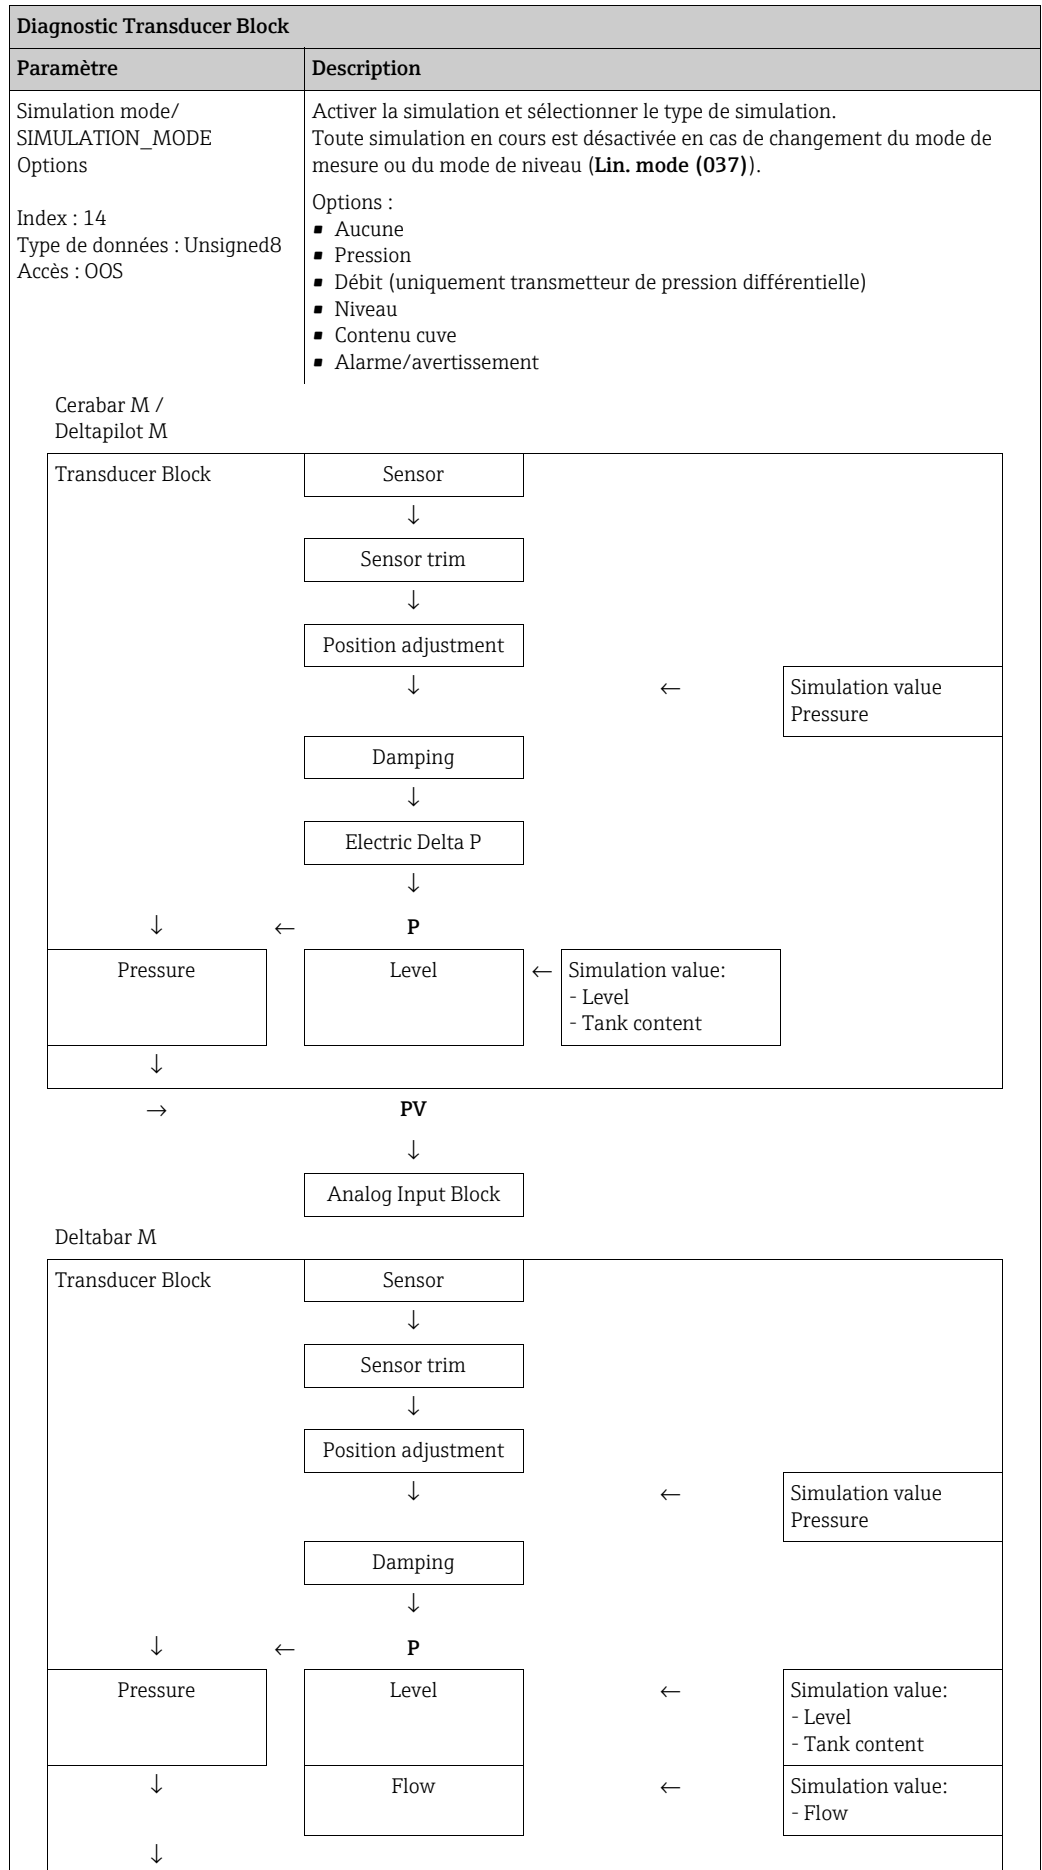 Diagnostic Transducer Block
Paramètre Description
Simulation mode/
SIMULATION_MODE
Options
Index : 14
Type de données : Unsigned8
Accès : OOS
Activer la simulation et sélectionner le type de simulation.
Toute simulation en cours est désactivée en cas de changement du mode de
mesure ou du mode de niveau (Lin. mode (037)).
Options :
▪ Aucune
▪ Pression
▪ Débit (uniquement transmetteur de pression différentielle)
▪ Niveau
▪ Contenu cuve
▪ Alarme/avertissement
Cerabar M /
Deltapilot M
Transducer Block Sensor
↓
Sensor trim
↓
Position adjustment
↓ ← Simulation value
Pressure
Damping
↓
Electric Delta P
↓
↓ ← P
Pressure Level ← Simulation value:
- Level
- Tank content
↓
→ PV
↓
Analog Input Block
Deltabar M
Transducer Block Sensor
↓
Sensor trim
↓
Position adjustment
↓ ← Simulation value
Pressure
Damping
↓
↓ ← P
Pressure Level ← Simulation value:
- Level
- Tank content
↓ Flow ← Simulation value:
- Flow
↓